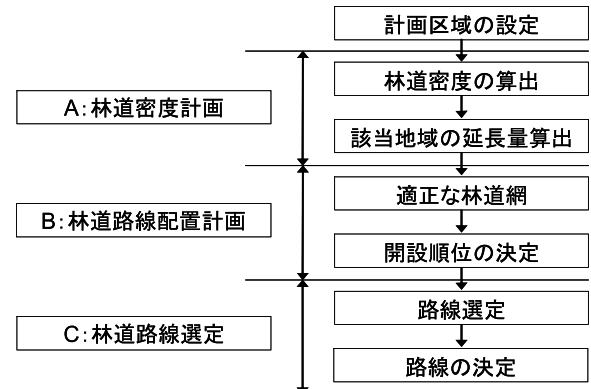 計画区域の設定
A:林道密度計画
林道密度の算出
該当地域の延長量算出
B:林道路線配置計画
適正な林道網
開設順位の決定
C:林道路線選定
路線選定
路線の決定